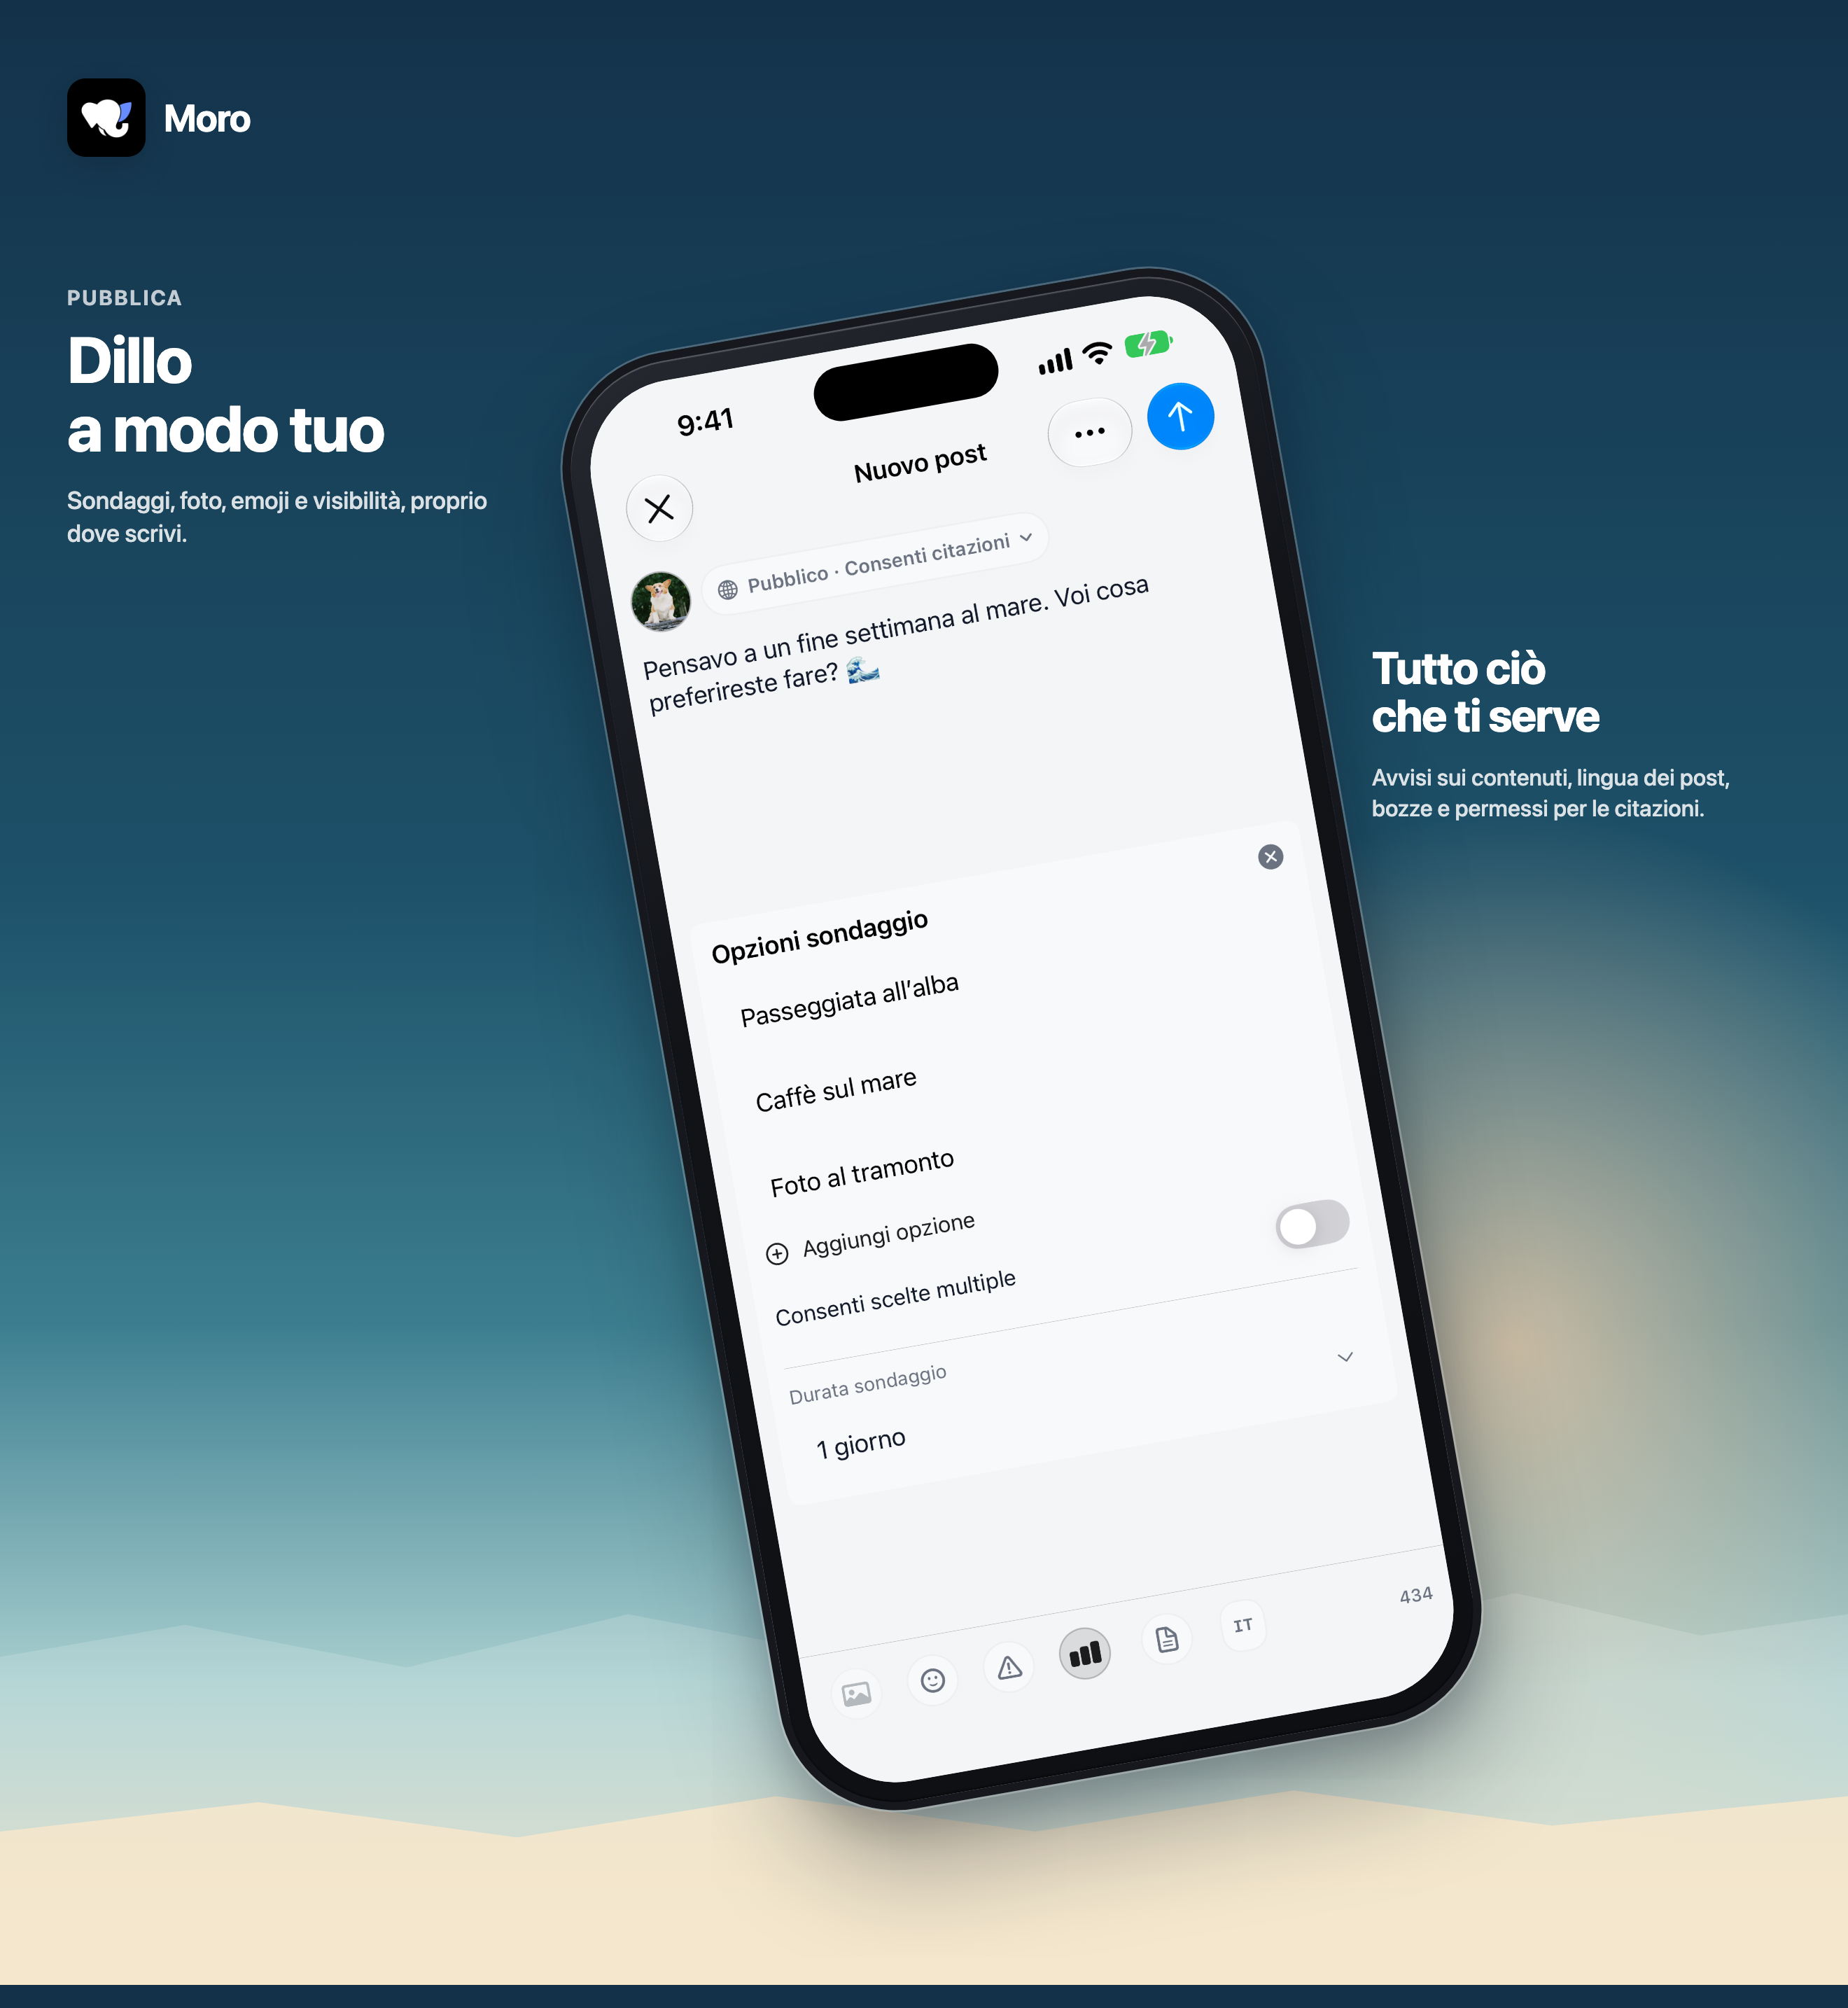 Moro
PUBBLICA
Dillo
a modo tuo
Sondaggi, foto, emoji e visibilità, proprio
dove scrivi.
9:41
Nuovo post
Pubblico · Consenti citazioni
Pensavo a un fine settimana al mare. Voi cosa
preferireste fare? 🌊
Opzioni sondaggio
Passeggiata all’alba
Caffè sul mare
Foto al tramonto
Aggiungi opzione
Consenti scelte multiple
Durata sondaggio
1 giorno
IT
434
Tutto ciò
che ti serve
Avvisi sui contenuti, lingua dei post,
bozze e permessi per le citazioni.